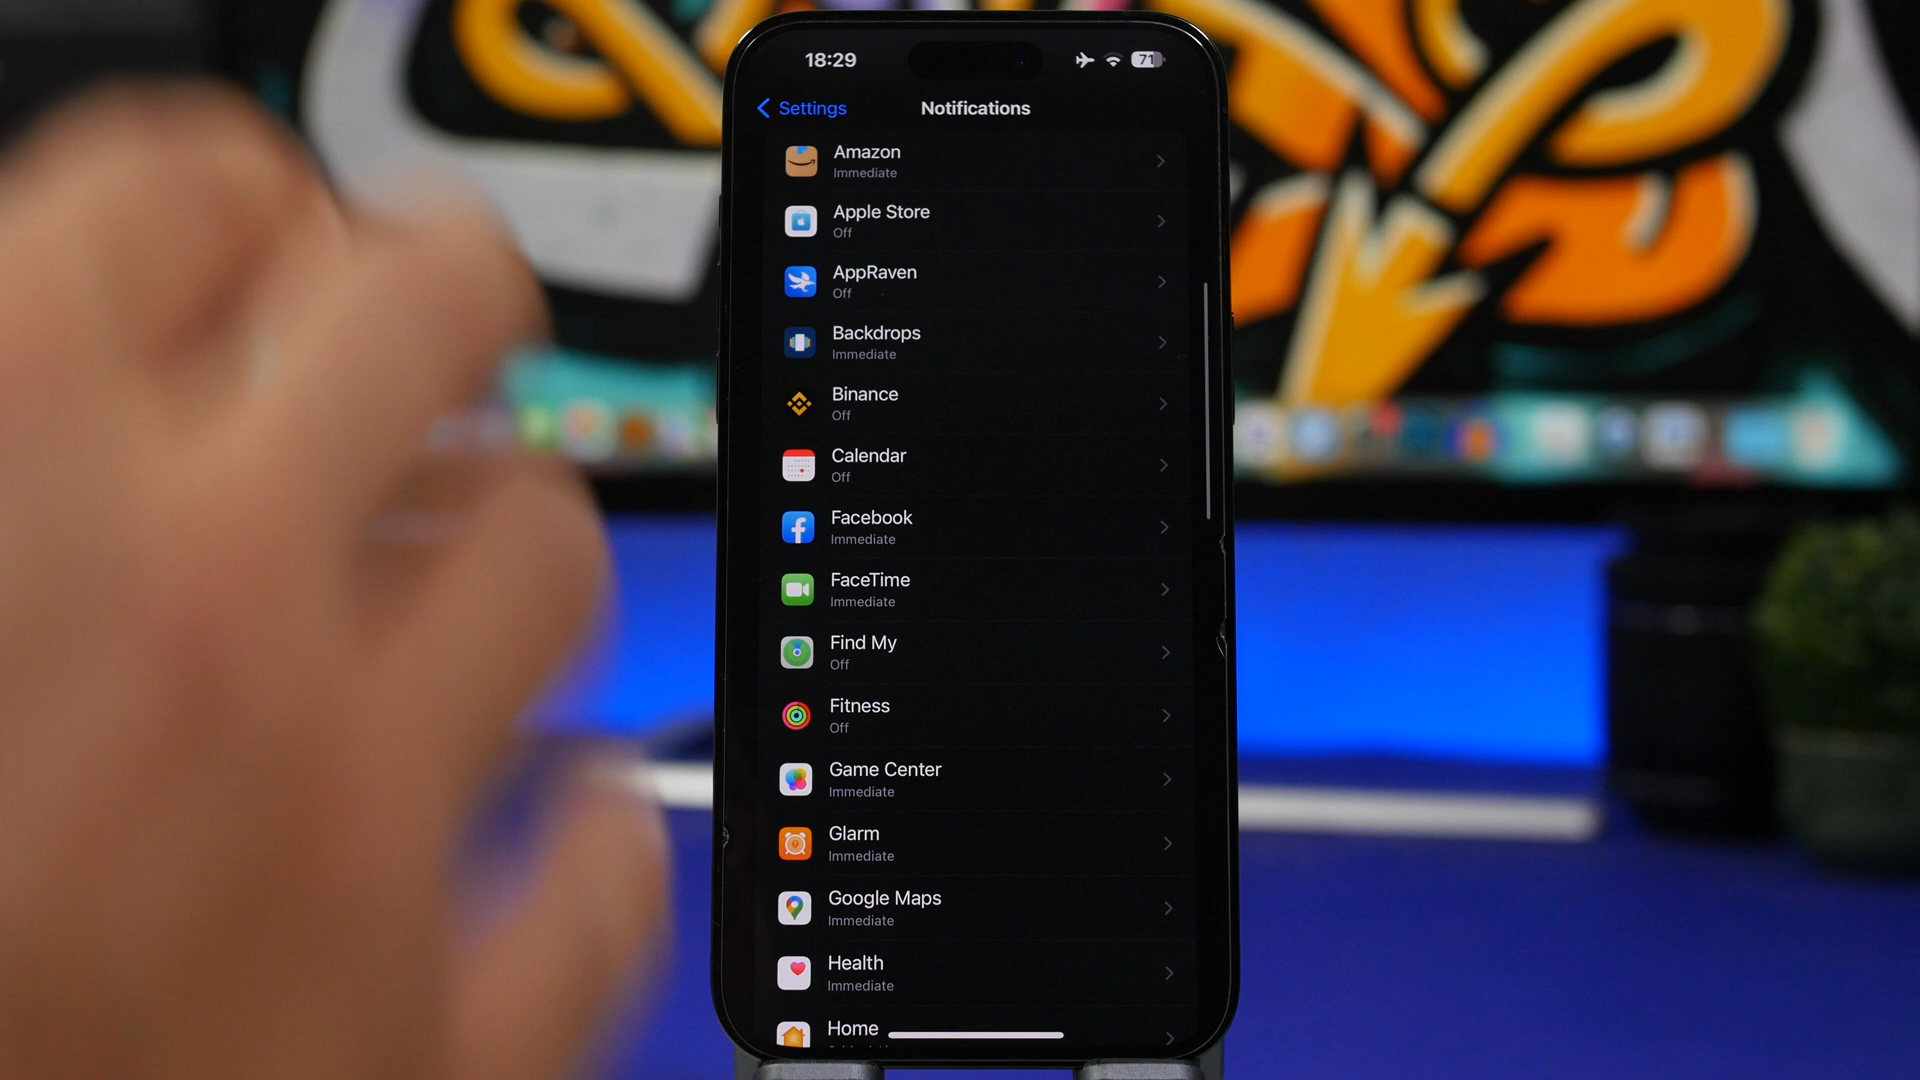 18:29
71
Settings
Notifications
Amazon
Immediate
Apple Store
Off
AppRaven
Off
Backdrops
Immediate
Binance
Off
Calendar
Off
Facebook
Immediate
FaceTime
Immediate
Find My
Off
Fitness
Off
Game Center
Immediate
Glarm
Immediate
Google Maps
Immediate
Health
Immediate
Home